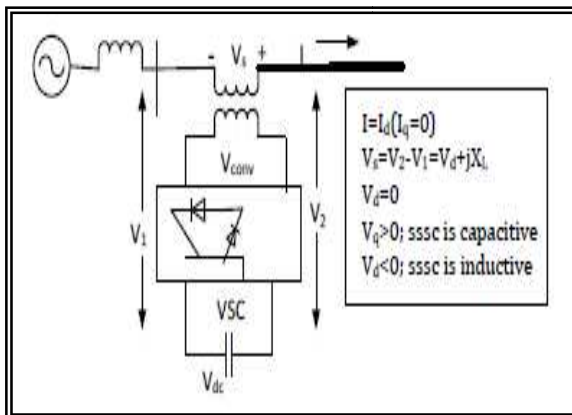 - Vs +
Vconv
V1
V2
VSC
Vdc
I=Id(Iq=0)
Vs=V2-V1=Vd+jXL
Vd=0
Vq>0; sssc is capacitive
Vd<0; sssc is inductive